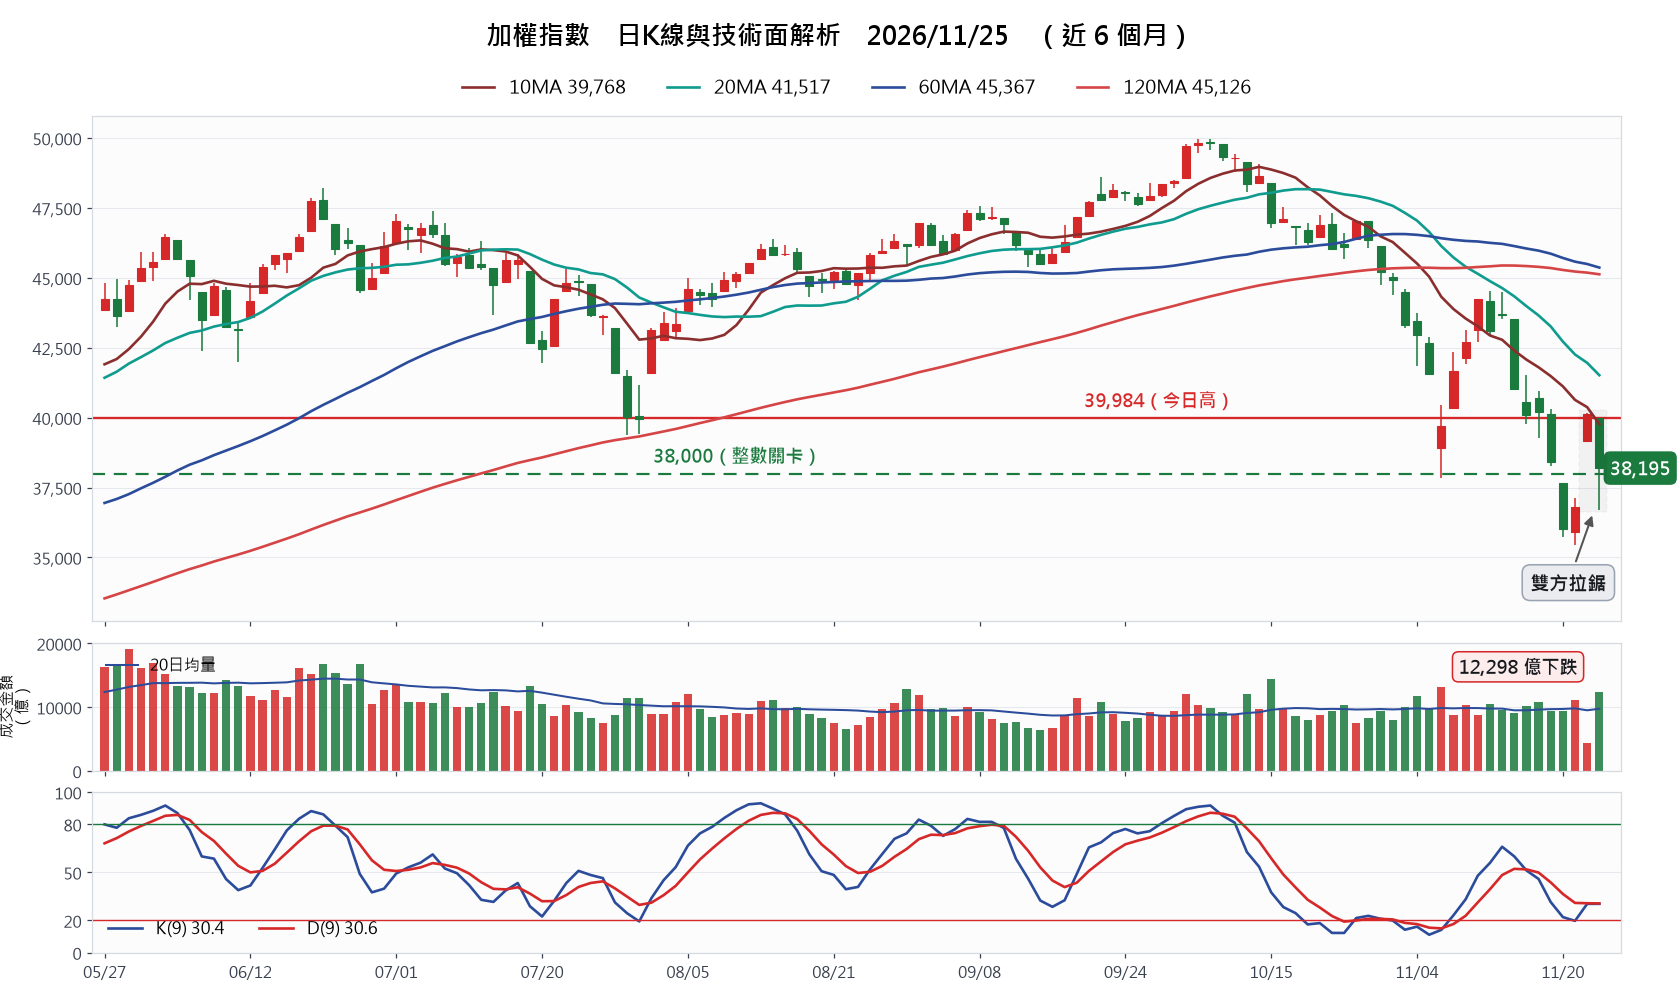 加權指數　日K線與技術面解析　2026/11/25　（近 6 個月）
10MA 39,768　20MA 41,517　60MA 45,367　120MA 45,126
50,000
47,500
45,000
42,500
40,000
37,500
35,000
39,984（今日高）
38,000（整數關卡）
38,195
雙方拉鋸
成交金額
（億）
20000
10000
0
20日均量
12,298 億下跌
100
80
50
20
0
K(9) 30.4　D(9) 30.6
05/27　06/12　07/01　07/20　08/05　08/21　09/08　09/24　10/15　11/04　11/20